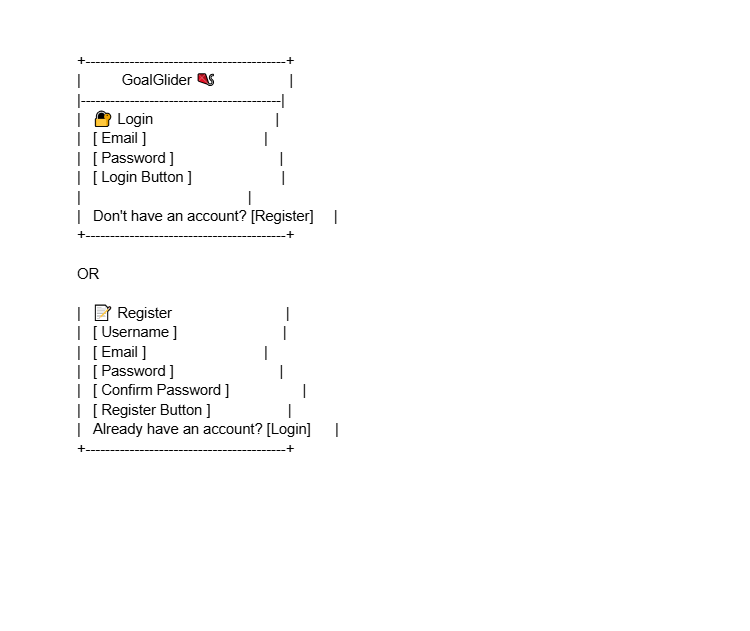 +-----------------------------------------+
| GoalGlider 🪁 |
|-----------------------------------------|
| 🔐 Login |
| [ Email ] |
| [ Password ] |
| [ Login Button ] |
| |
| Don't have an account? [Register] |
+-----------------------------------------+
OR
| 📝 Register |
| [ Username ] |
| [ Email ] |
| [ Password ] |
| [ Confirm Password ] |
| [ Register Button ] |
| Already have an account? [Login] |
+-----------------------------------------+